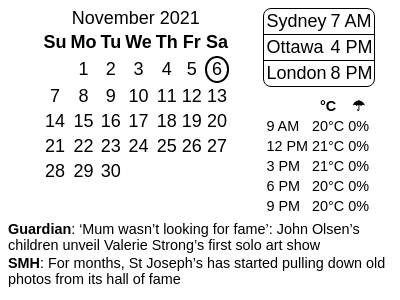 November 2021
Su Mo Tu We Th Fr Sa
1 2 3 4 5 6
7 8 9 10 11 12 13
14 15 16 17 18 19 20
21 22 23 24 25 26 27
28 29 30
Sydney 7 AM
Ottawa 4 PM
London 8 PM
°C ☂
9 AM 20°C 0%
12 PM 21°C 0%
3 PM 21°C 0%
6 PM 20°C 0%
9 PM 20°C 0%
Guardian: ‘Mum wasn’t looking for fame’: John Olsen’s
children unveil Valerie Strong’s first solo art show
SMH: For months, St Joseph’s has started pulling down old
photos from its hall of fame